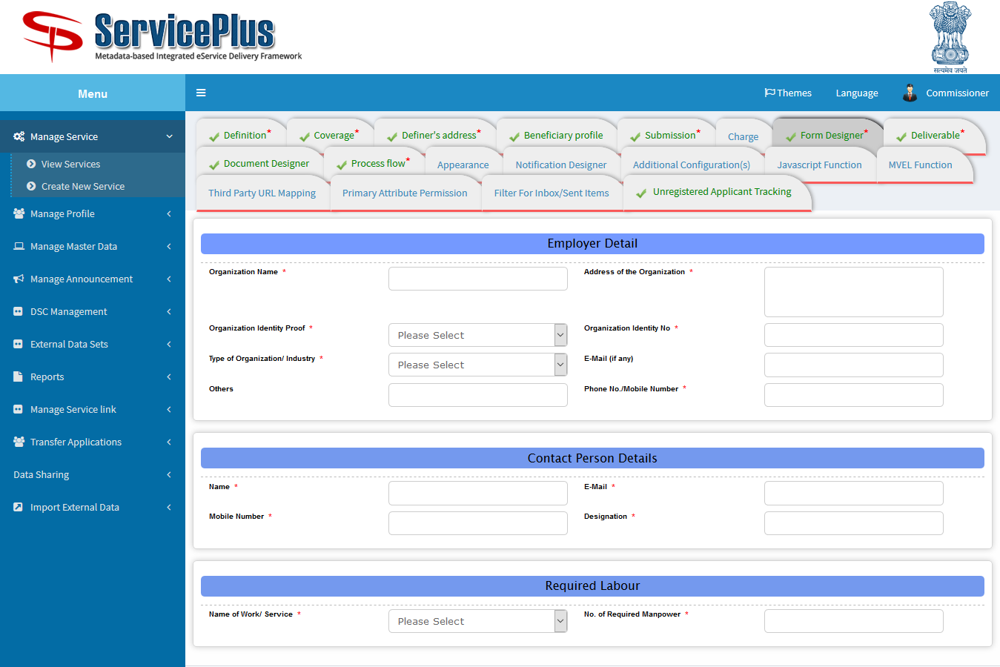 ServicePlus
Metadata-based Integrated eService Delivery Framework
सत्यमेव जयते
Menu
Themes
Language
Commissioner
Manage Service
View Services
Create New Service
Manage Profile
Manage Master Data
Manage Announcement
DSC Management
External Data Sets
Reports
Manage Service link
Transfer Applications
Data Sharing
Import External Data
Definition* Coverage* Definer's address* Beneficiary profile Submission* Charge Form Designer* Deliverable*
Document Designer Process flow* Appearance Notification Designer Additional Configuration(s) Javascript Function MVEL Function
Third Party URL Mapping Primary Attribute Permission Filter For Inbox/Sent Items Unregistered Applicant Tracking
Employer Detail
Organization Name * Address of the Organization *
Organization Identity Proof * Please Select Organization Identity No *
Type of Organization/ Industry * Please Select E-Mail (if any)
Others Phone No./Mobile Number *
Contact Person Details
Name * E-Mail *
Mobile Number * Designation *
Required Labour
Name of Work/ Service * Please Select No. of Required Manpower *